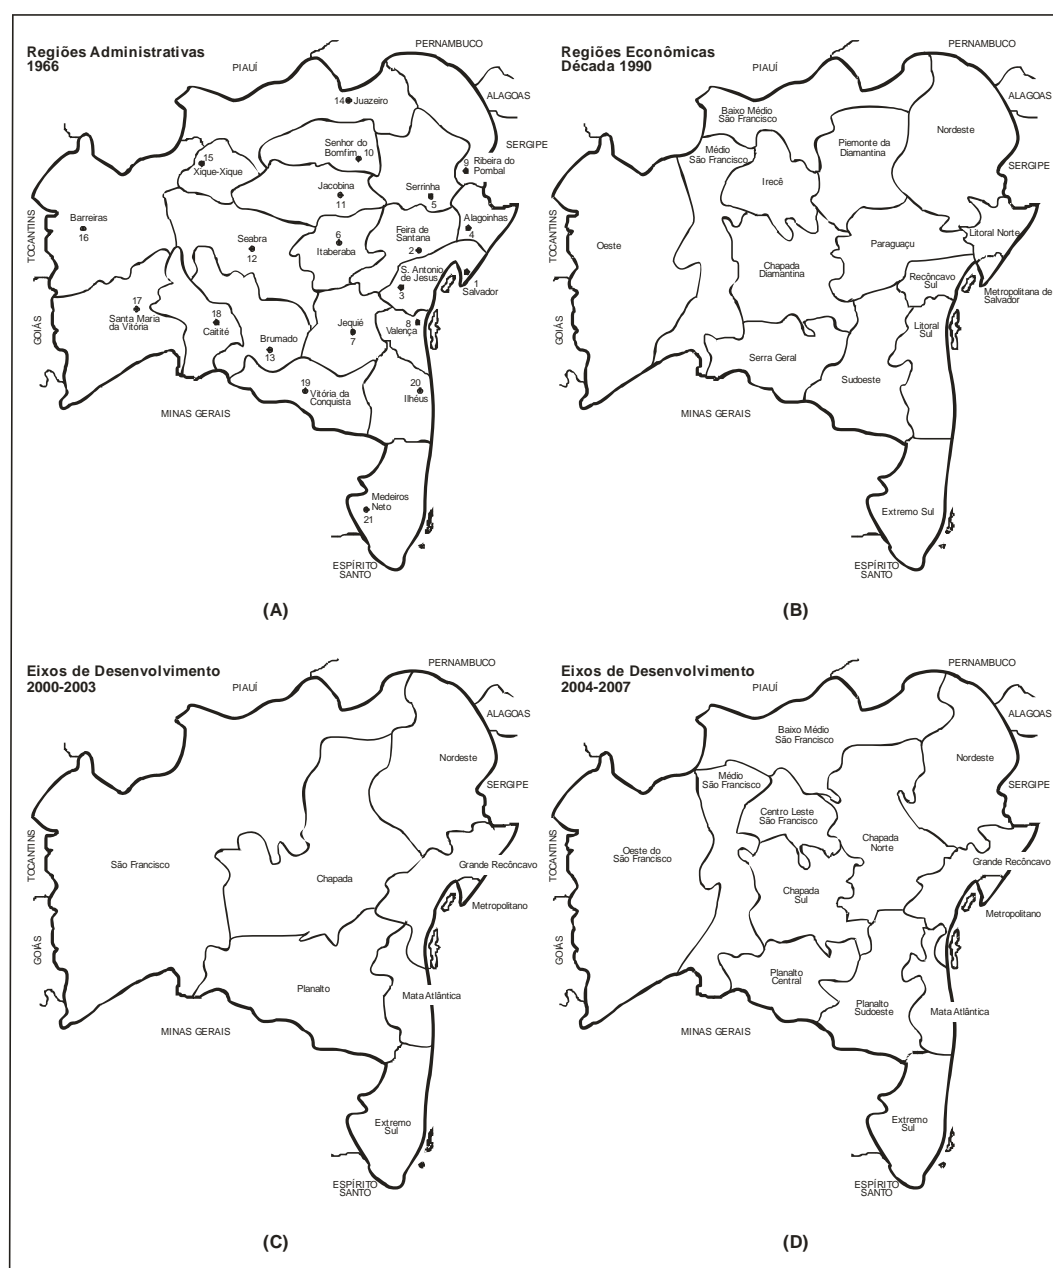 Regiões Administrativas
1966
PERNAMBUCO
PIAUÍ
ALAGOAS
SERGIPE
TOCANTINS
GOIÁS
MINAS GERAIS
ESPÍRITO
SANTO
14 Juazeiro
Senhor do
Bomfim 10
15
Xique-Xique
9
Ribeira do
Pombal
Jacobina
11
Serrinha
5
Barreiras
16
Alagoinhas
4
Feira de
Santana
2
6
Itaberaba
Seabra
12
S. Antonio
de Jesus
3
1
Salvador
17
Santa Maria
da Vitória
18
Caitité
Jequié
7
8
Valença
Brumado
13
19
Vitória da
Conquista
20
Ilhéus
Medeiros
Neto
21
(A)
Regiões Econômicas
Década 1990
PERNAMBUCO
PIAUÍ
ALAGOAS
SERGIPE
TOCANTINS
GOIÁS
MINAS GERAIS
ESPÍRITO
SANTO
Baixo Médio
São Francisco
Nordeste
Piemonte da
Diamantina
Médio
São Francisco
Irecê
Litoral Norte
Oeste
Paraguaçu
Chapada
Diamantina
Recôncavo
Sul
Metropolitana de
Salvador
Litoral
Sul
Serra Geral
Sudoeste
Extremo Sul
(B)
Eixos de Desenvolvimento
2000-2003
PERNAMBUCO
PIAUÍ
ALAGOAS
SERGIPE
TOCANTINS
GOIÁS
MINAS GERAIS
ESPÍRITO
SANTO
Nordeste
São Francisco
Grande Recôncavo
Chapada
Metropolitano
Planalto
Mata Atlântica
Extremo
Sul
(C)
Eixos de Desenvolvimento
2004-2007
PERNAMBUCO
PIAUÍ
ALAGOAS
SERGIPE
TOCANTINS
GOIÁS
MINAS GERAIS
ESPÍRITO
SANTO
Baixo Médio
São Francisco
Nordeste
Médio
São Francisco
Centro Leste
São Francisco
Chapada
Norte
Oeste do
São Francisco
Grande Recôncavo
Chapada
Sul
Metropolitano
Planalto
Central
Planalto
Sudoeste
Mata Atlântica
Extremo
Sul
(D)